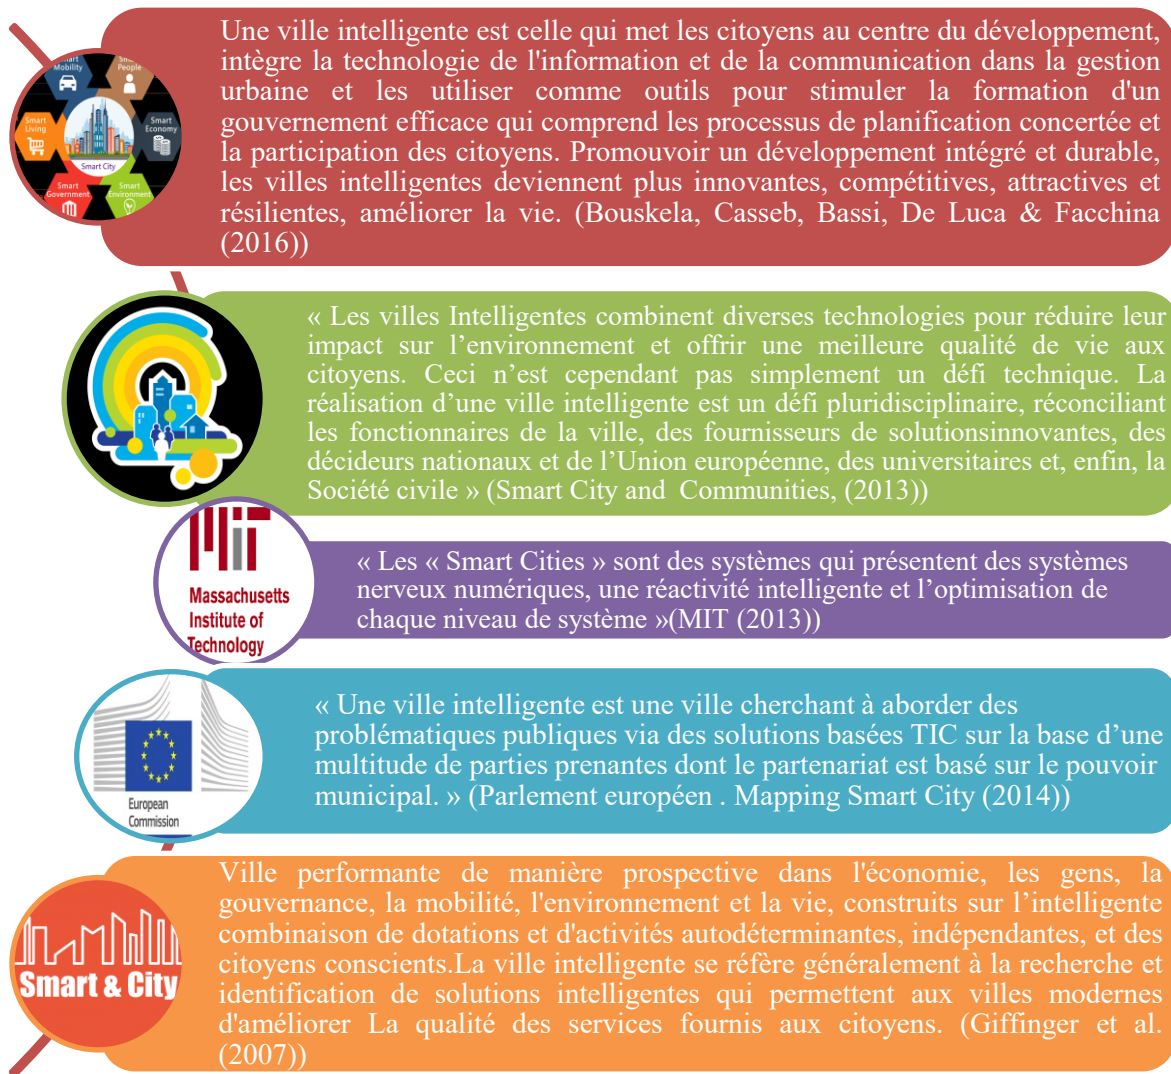 Smart Mobility
Smart People
Smart Living
Smart Economy
Smart City
Smart Government
Smart Environment
Une ville intelligente est celle qui met les citoyens au centre du développement,
intègre la technologie de l'information et de la communication dans la gestion
urbaine et les utiliser comme outils pour stimuler la formation d'un
gouvernement efficace qui comprend les processus de planification concertée et
la participation des citoyens. Promouvoir un développement intégré et durable,
les villes intelligentes deviennent plus innovantes, compétitives, attractives et
résilientes, améliorer la vie. (Bouskela, Casseb, Bassi, De Luca & Facchina
(2016))
« Les villes Intelligentes combinent diverses technologies pour réduire leur
impact sur l’environnement et offrir une meilleure qualité de vie aux
citoyens. Ceci n’est cependant pas simplement un défi technique. La
réalisation d’une ville intelligente est un défi pluridisciplinaire, réconciliant
les fonctionnaires de la ville, des fournisseurs de solutionsinnovantes, des
décideurs nationaux et de l’Union européenne, des universitaires et, enfin, la
Société civile » (Smart City and Communities, (2013))
MIT
Massachusetts
Institute of
Technology
« Les « Smart Cities » sont des systèmes qui présentent des systèmes
nerveux numériques, une réactivité intelligente et l’optimisation de
chaque niveau de système »(MIT (2013))
European
Commission
« Une ville intelligente est une ville cherchant à aborder des
problématiques publiques via des solutions basées TIC sur la base d’une
multitude de parties prenantes dont le partenariat est basé sur le pouvoir
municipal. » (Parlement européen . Mapping Smart City (2014))
Smart & City
Ville performante de manière prospective dans l'économie, les gens, la
gouvernance, la mobilité, l'environnement et la vie, construits sur l’intelligente
combinaison de dotations et d'activités autodéterminantes, indépendantes, et des
citoyens conscients.La ville intelligente se réfère généralement à la recherche et
identification de solutions intelligentes qui permettent aux villes modernes
d'améliorer La qualité des services fournis aux citoyens. (Giffinger et al.
(2007))